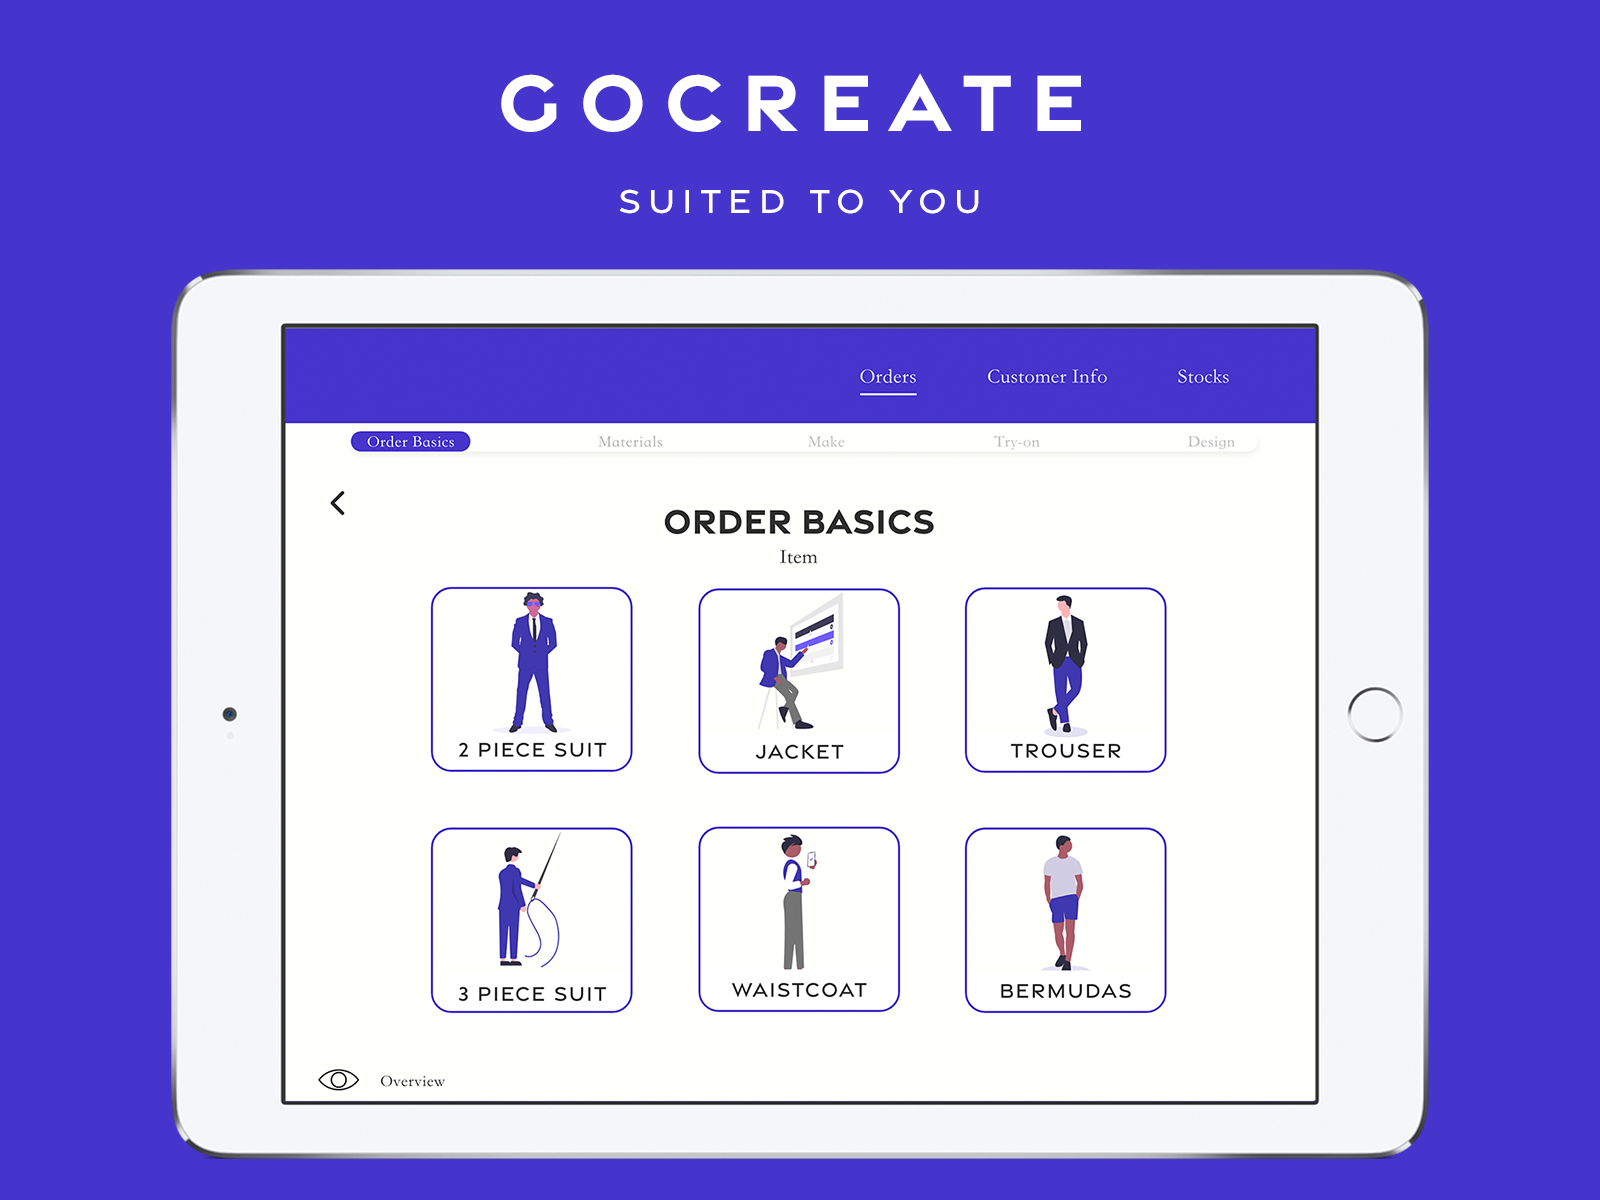 GOCREATE
SUITED TO YOU
Orders Customer Info Stocks
Order Basics Materials Make Try-on Design
ORDER BASICS
Item
2 PIECE SUIT JACKET TROUSER
3 PIECE SUIT WAISTCOAT BERMUDAS
Overview